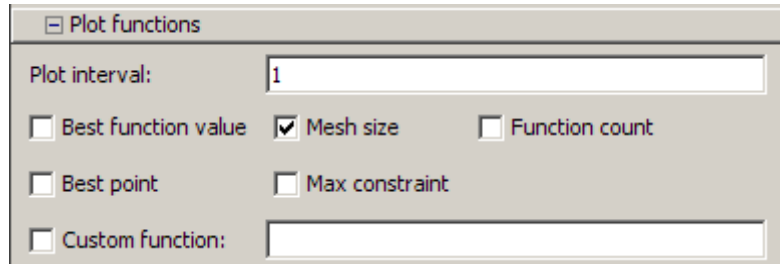 Plot functions
Plot interval: 1
Best function value Mesh size Function count
Best point Max constraint
Custom function: